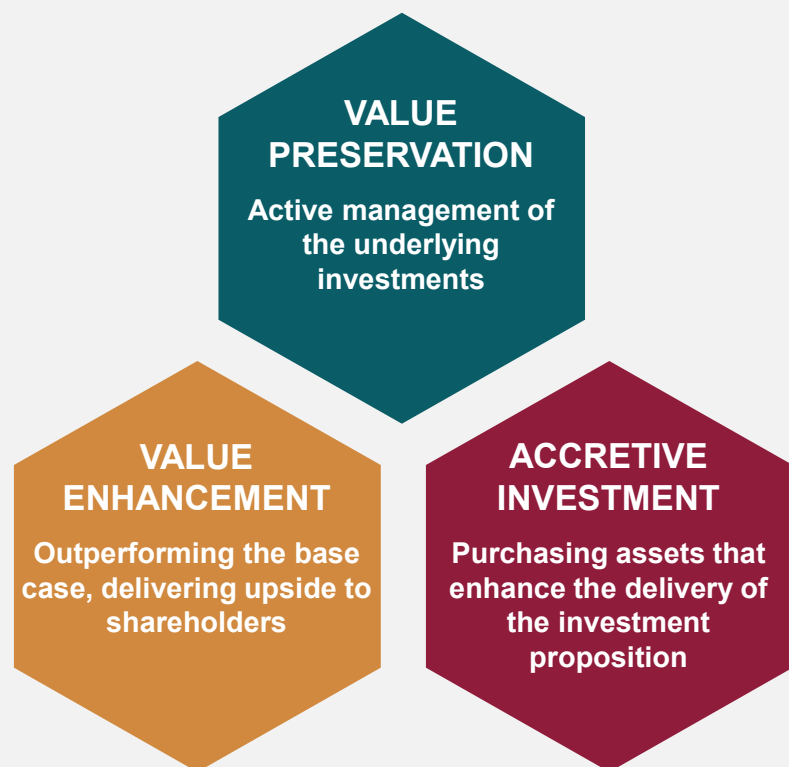 VALUE
PRESERVATION
Active management of
the underlying
investments
VALUE
ENHANCEMENT
Outperforming the base
case, delivering upside to
shareholders
ACCRETIVE
INVESTMENT
Purchasing assets that
enhance the delivery of
the investment
proposition